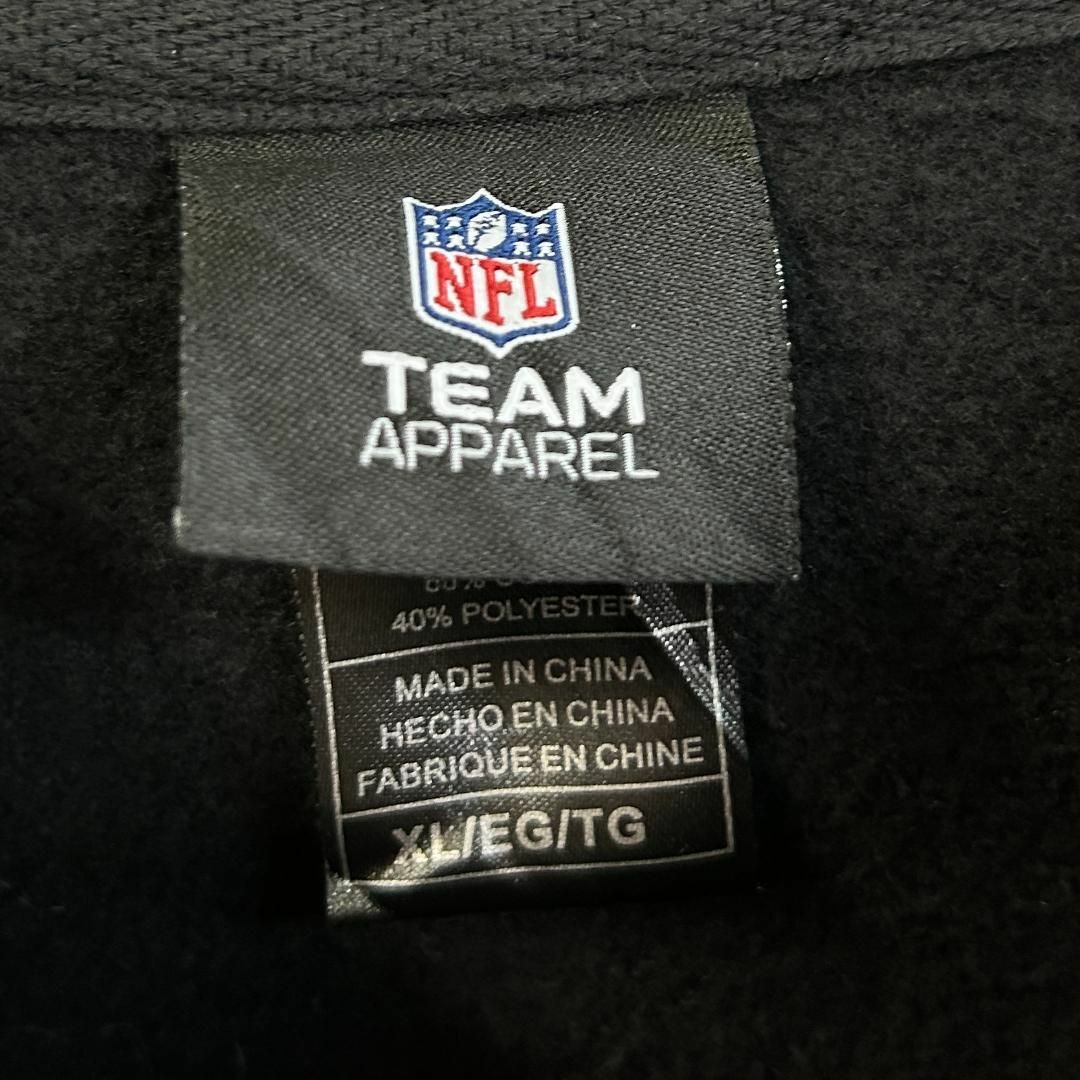 NFL
TEAM
APPAREL
40% POLYESTER
MADE IN CHINA
HECHO EN CHINA
FABRIQUE EN CHINE
XL/EG/TG